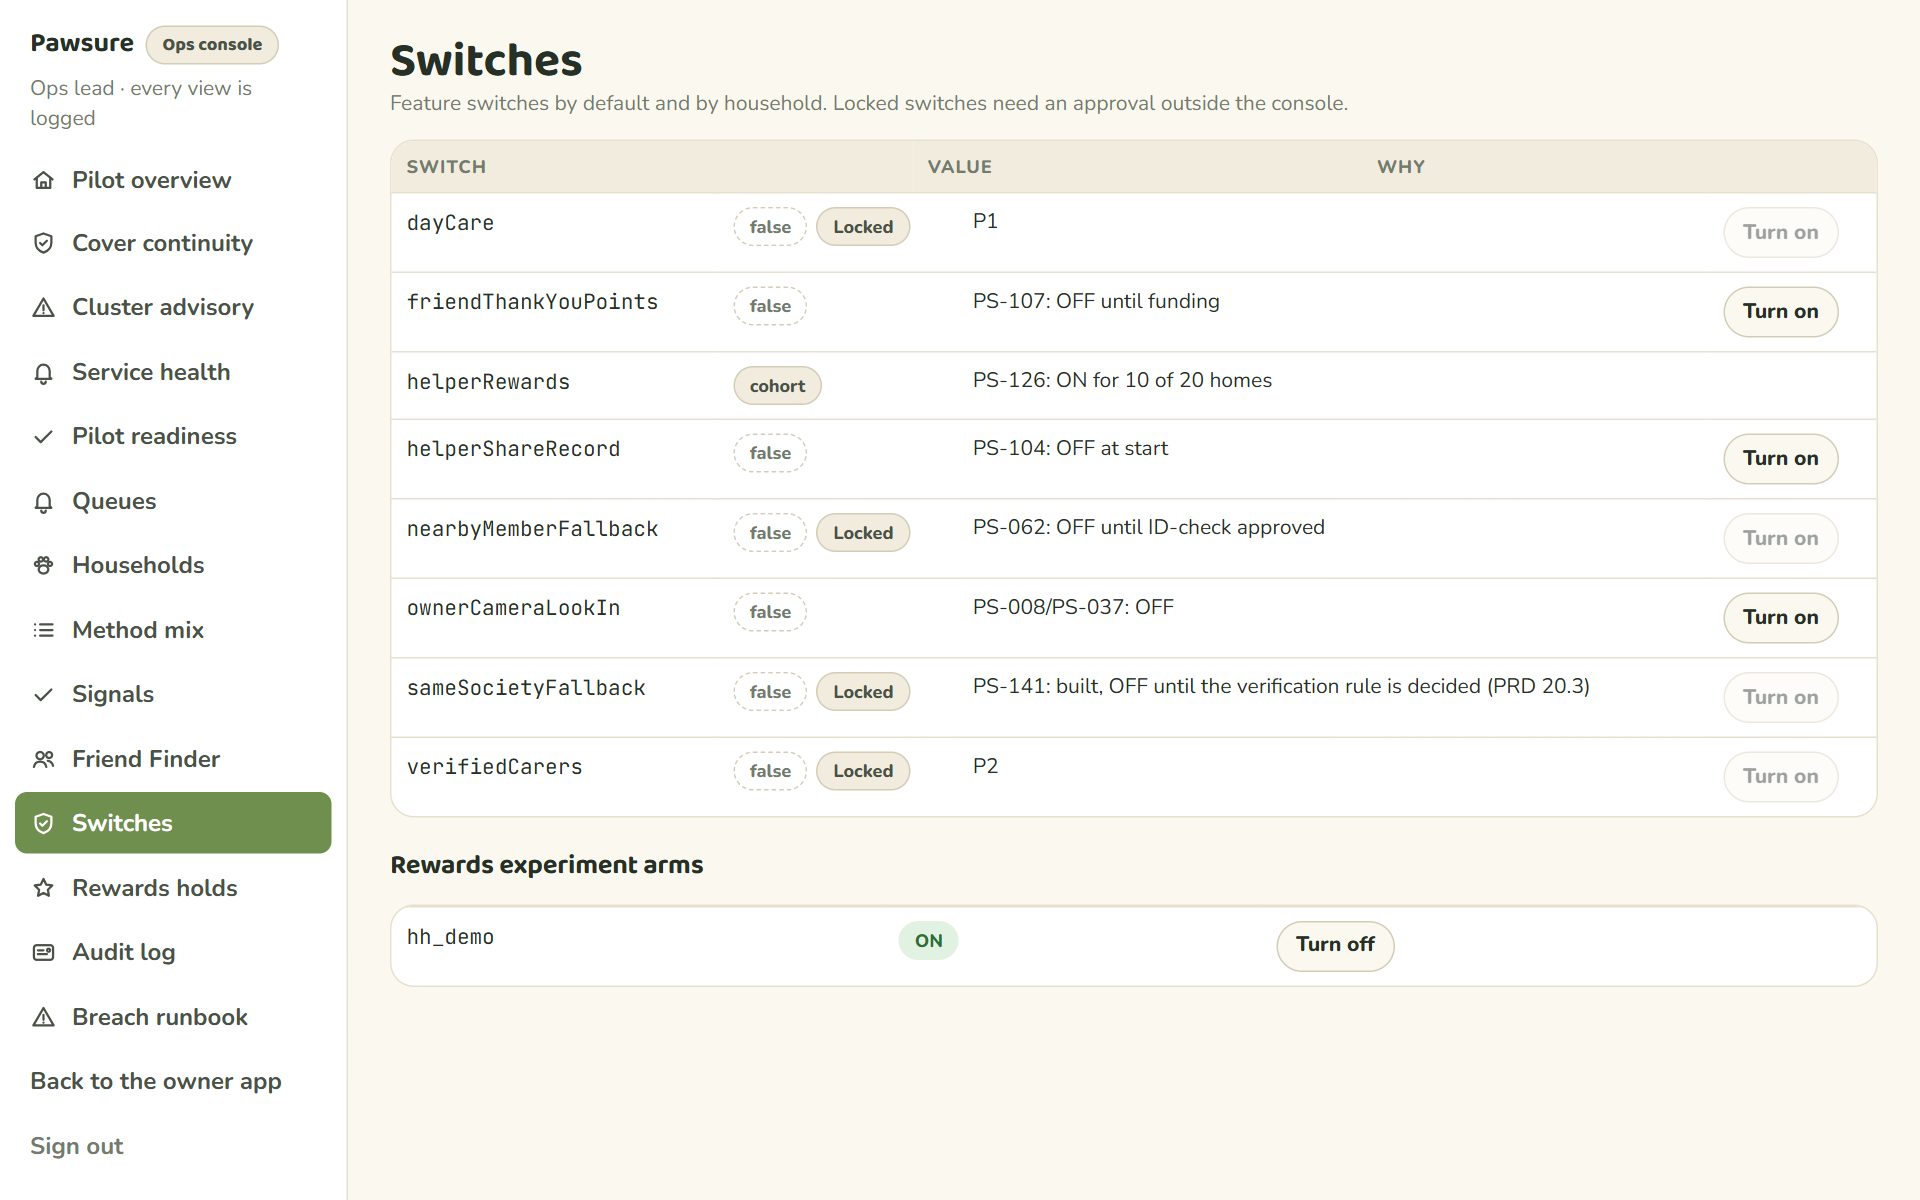 Pawsure Ops console
Ops lead · every view is
logged
Pilot overview
Cover continuity
Cluster advisory
Service health
Pilot readiness
Queues
Households
Method mix
Signals
Friend Finder
Switches
Rewards holds
Audit log
Breach runbook
Back to the owner app
Sign out
Switches
Feature switches by default and by household. Locked switches need an approval outside the console.
SWITCH VALUE WHY
dayCare false Locked P1 Turn on
friendThankYouPoints false PS-107: OFF until funding Turn on
helperRewards cohort PS-126: ON for 10 of 20 homes
helperShareRecord false PS-104: OFF at start Turn on
nearbyMemberFallback false Locked PS-062: OFF until ID-check approved Turn on
ownerCameraLookIn false PS-008/PS-037: OFF Turn on
sameSocietyFallback false Locked PS-141: built, OFF until the verification rule is decided (PRD 20.3) Turn on
verifiedCarers false Locked P2 Turn on
Rewards experiment arms
hh_demo ON Turn off